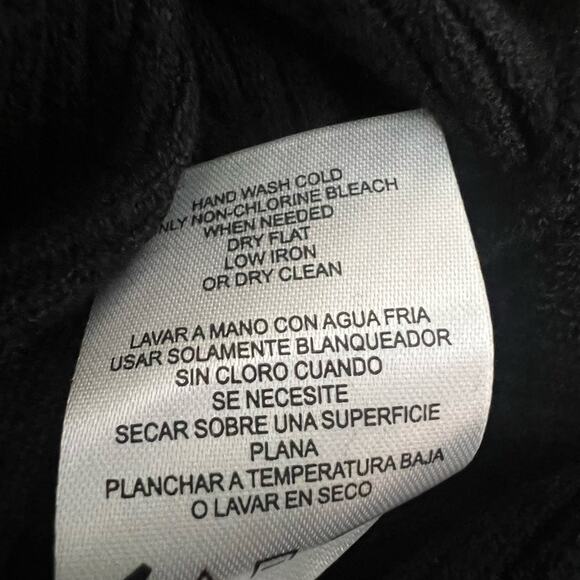 HAND WASH COLD
ONLY NON-CHLORINE BLEACH
WHEN NEEDED
DRY FLAT
LOW IRON
OR DRY CLEAN
LAVAR A MANO CON AGUA FRIA
USAR SOLAMENTE BLANQUEADOR
SIN CLORO CUANDO
SE NECESITE
SECAR SOBRE UNA SUPERFICIE
PLANA
PLANCHAR A TEMPERATURA BAJA
O LAVAR EN SECO